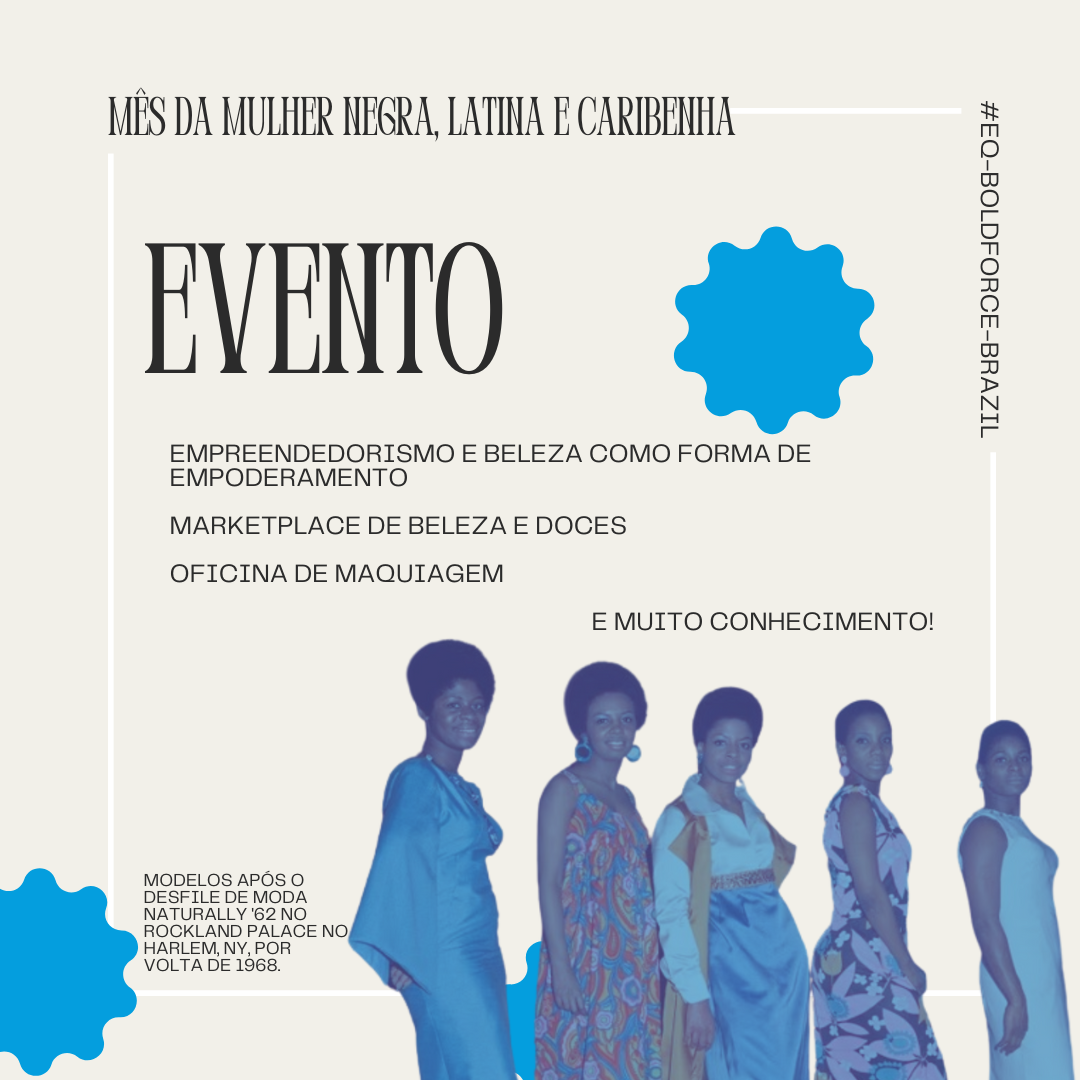 MÊS DA MULHER NEGRA, LATINA E CARIBENHA
#EQ-BOLDFORCE-BRAZIL
EVENTO
EMPREENDEDORISMO E BELEZA COMO FORMA DE
EMPODERAMENTO
MARKETPLACE DE BELEZA E DOCES
OFICINA DE MAQUIAGEM
E MUITO CONHECIMENTO!
MODELOS APÓS O
DESFILE DE MODA
NATURALLY '62 NO
ROCKLAND PALACE NO
HARLEM, NY, POR
VOLTA DE 1968.